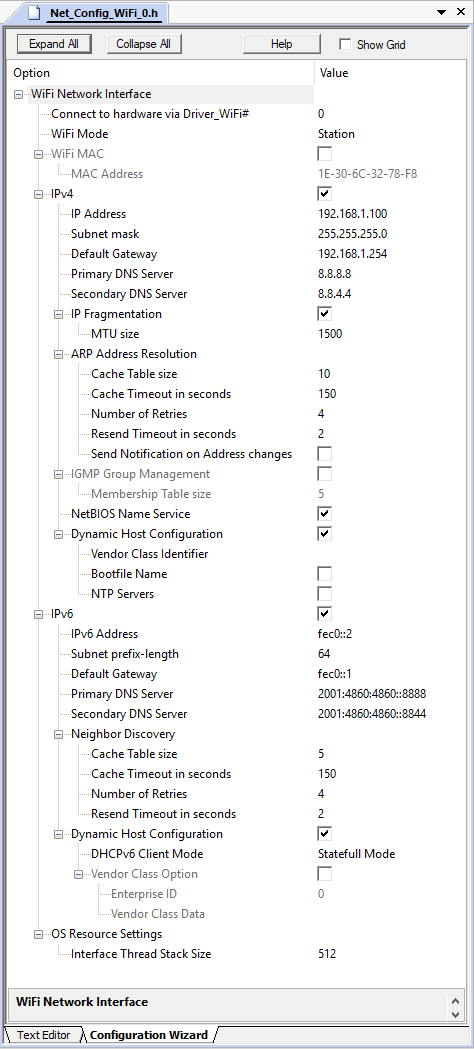 Net_Config_WiFi_0.h
Expand All Collapse All Help Show Grid
Option Value
WiFi Network Interface
Connect to hardware via Driver_WiFi# 0
WiFi Mode Station
WiFi MAC
MAC Address 1E-30-6C-32-78-F8
IPv4
IP Address 192.168.1.100
Subnet mask 255.255.255.0
Default Gateway 192.168.1.254
Primary DNS Server 8.8.8.8
Secondary DNS Server 8.8.4.4
IP Fragmentation
MTU size 1500
ARP Address Resolution
Cache Table size 10
Cache Timeout in seconds 150
Number of Retries 4
Resend Timeout in seconds 2
Send Notification on Address changes
IGMP Group Management
Membership Table size 5
NetBIOS Name Service
Dynamic Host Configuration
Vendor Class Identifier
Bootfile Name
NTP Servers
IPv6
IPv6 Address fec0::2
Subnet prefix-length 64
Default Gateway fec0::1
Primary DNS Server 2001:4860:4860::8888
Secondary DNS Server 2001:4860:4860::8844
Neighbor Discovery
Cache Table size 5
Cache Timeout in seconds 150
Number of Retries 4
Resend Timeout in seconds 2
Dynamic Host Configuration
DHCPv6 Client Mode Statefull Mode
Vendor Class Option
Enterprise ID 0
Vendor Class Data
OS Resource Settings
Interface Thread Stack Size 512
WiFi Network Interface
Text Editor Configuration Wizard